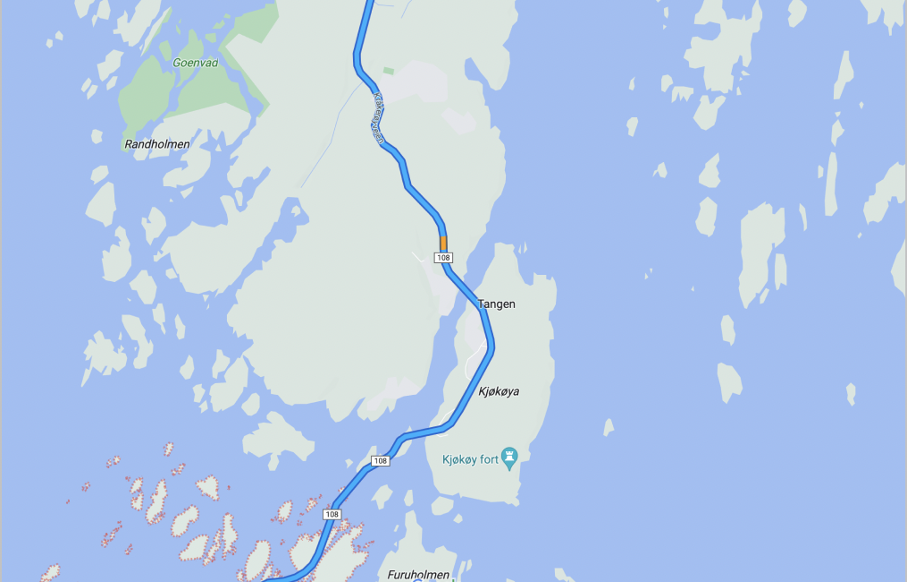 Goenvad
Randholmen
108
Tangen
Kjøkøya
Kjøkøy fort
108
108
Furuholmen